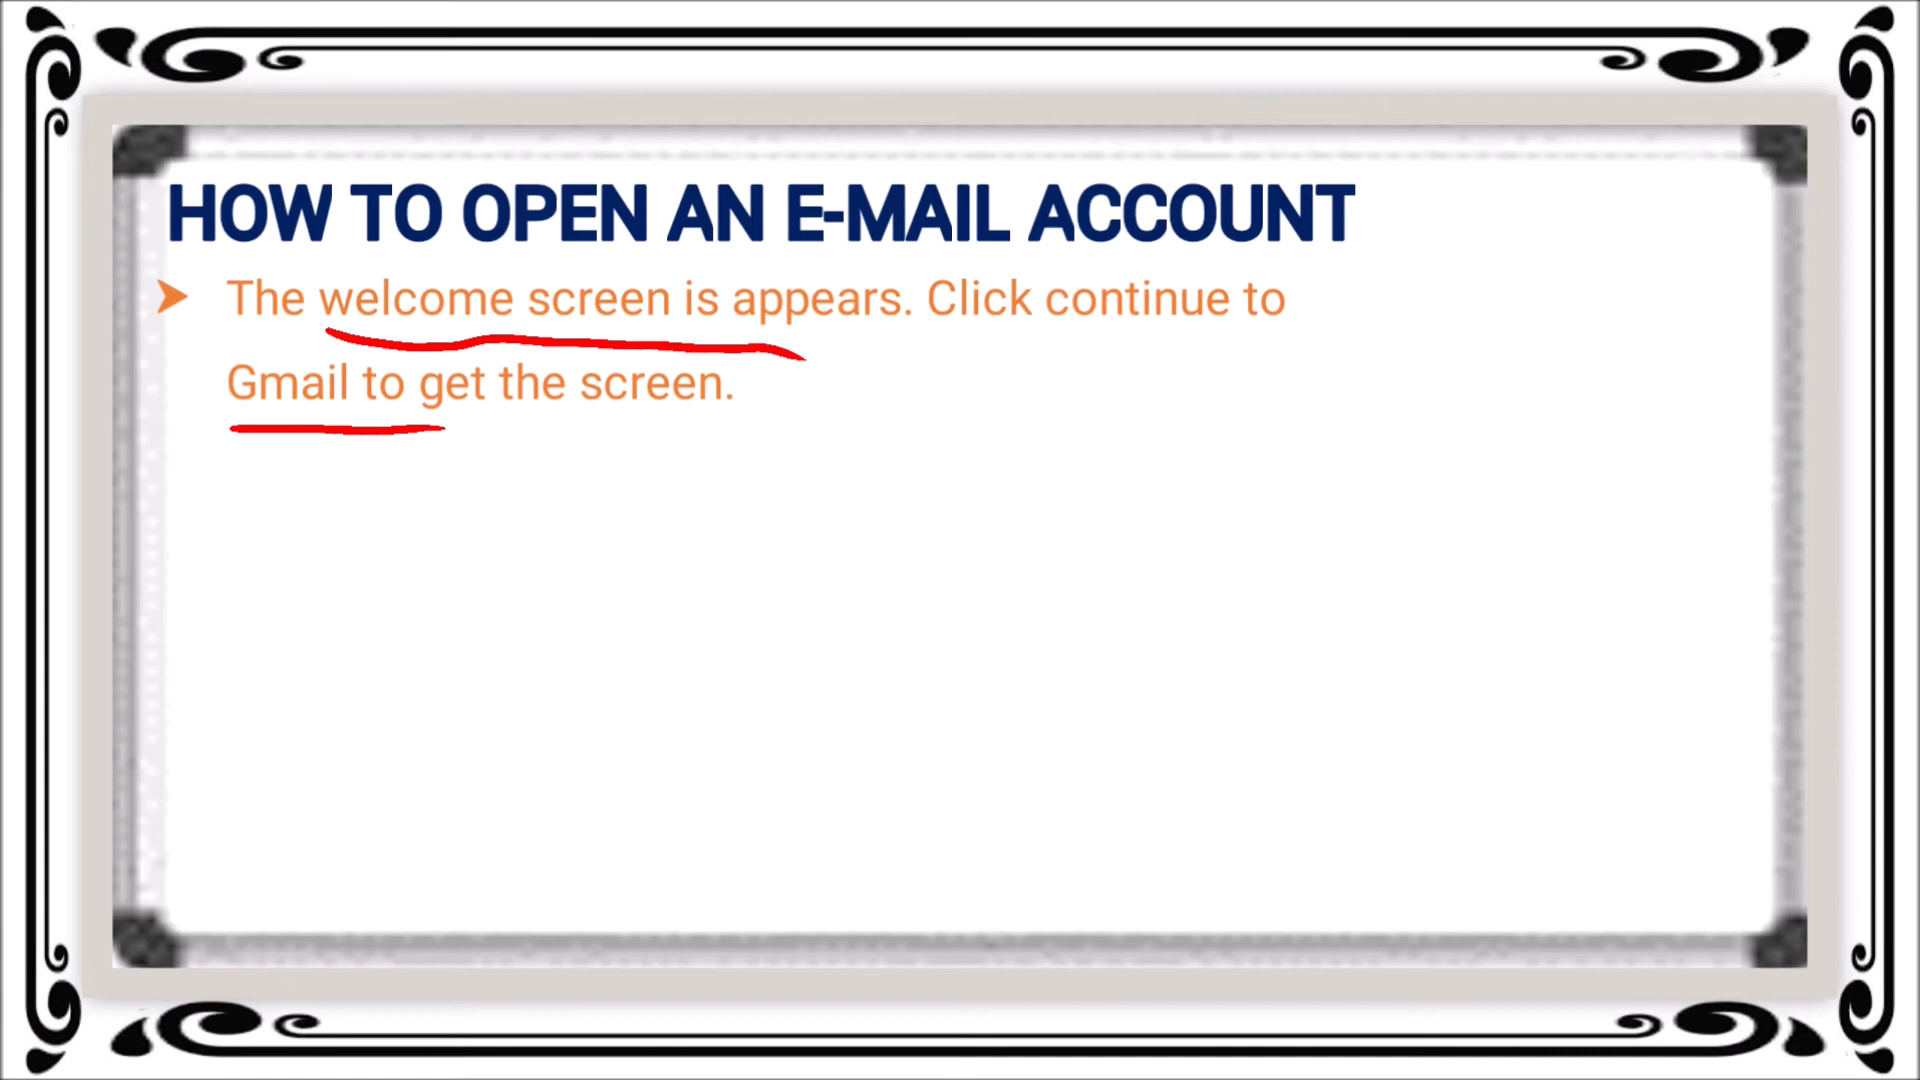 HOW TO OPEN AN E-MAIL ACCOUNT
The welcome screen is appears. Click continue to
Gmail to get the screen.